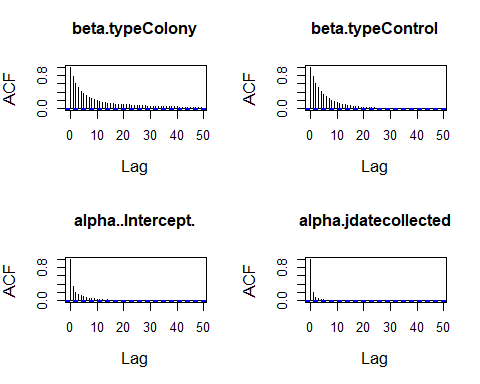 beta.typeColony
ACF
0.0 0.8
0 10 20 30 40 50
Lag
beta.typeControl
ACF
0.0 0.8
0 10 20 30 40 50
Lag
alpha..Intercept.
ACF
0.0 0.8
0 10 20 30 40 50
Lag
alpha.jdatecollected
ACF
0.0 0.8
0 10 20 30 40 50
Lag